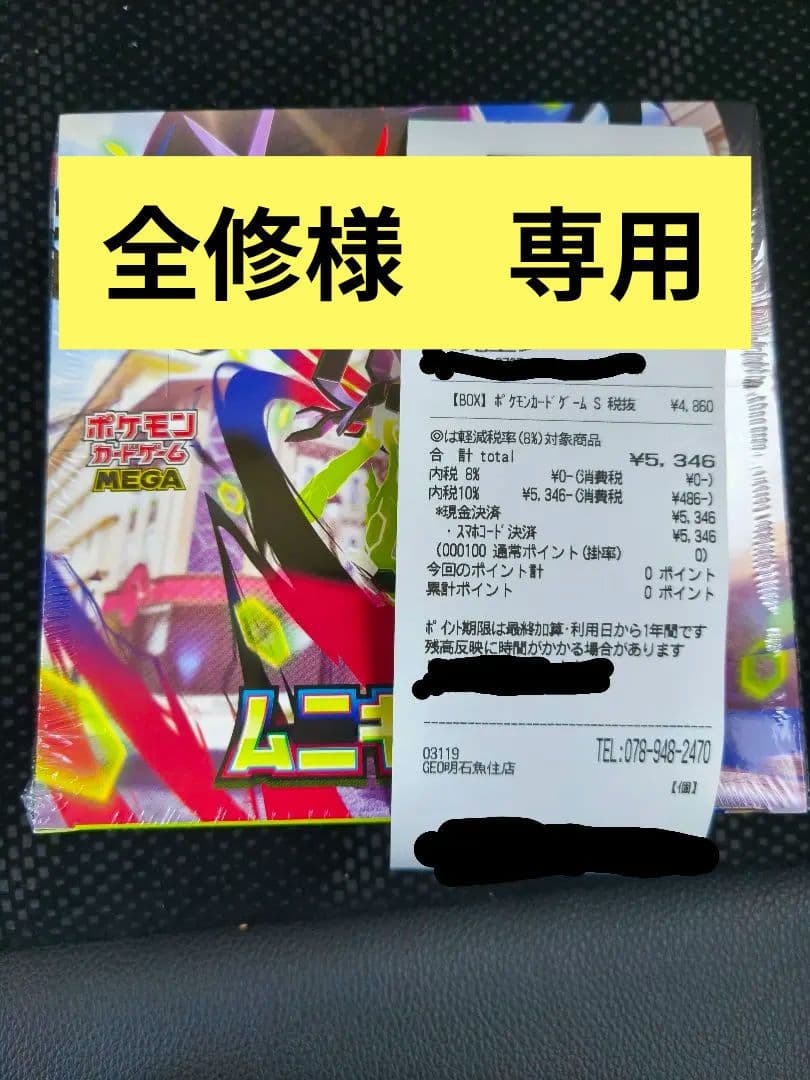 全修様 専用
【BOX】ポケモンカードゲーム S 税抜 ¥4,860
◎は軽減税率(8%)対象商品
合 計 total ¥5,346
内税 8% ¥0-(消費税 ¥0-)
内税10% ¥5,346-(消費税 ¥486-)
*現金決済 ¥5,346
・スマホコード決済 ¥5,346
(000100 通常ポイント(掛率) 0)
今回のポイント計 0 ポイント
累計ポイント 0 ポイント
ポイント期限は最終加算・利用日から1年間です
残高反映に時間がかかる場合があります
03119 TEL:078-948-2470
GEO明石魚住店
【個】
ポケモン
カードゲーム
MEGA
ムニキ